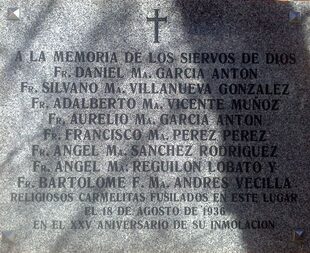 A LA MEMORIA DE LOS SIERVOS DE DIOS
FR. DANIEL MA. GARCIA ANTON
FR. SILVANO MA. VILLANUEVA GONZALEZ
FR. ADALBERTO MA. VICENTE MUÑOZ
FR. AURELIO MA. GARCIA ANTON
FR. FRANCISCO MA. PEREZ PEREZ
FR. ANGEL MA. SANCHEZ RODRIGUEZ
FR. ANGEL MA. REGUILON LOBATO Y
FR. BARTOLOME F. MA. ANDRES VECILLA
RELIGIOSOS CARMELITAS FUSILADOS EN ESTE LUGAR
EL 18 DE AGOSTO DE 1936
EN EL XXV ANIVERSARIO DE SU INMOLACION